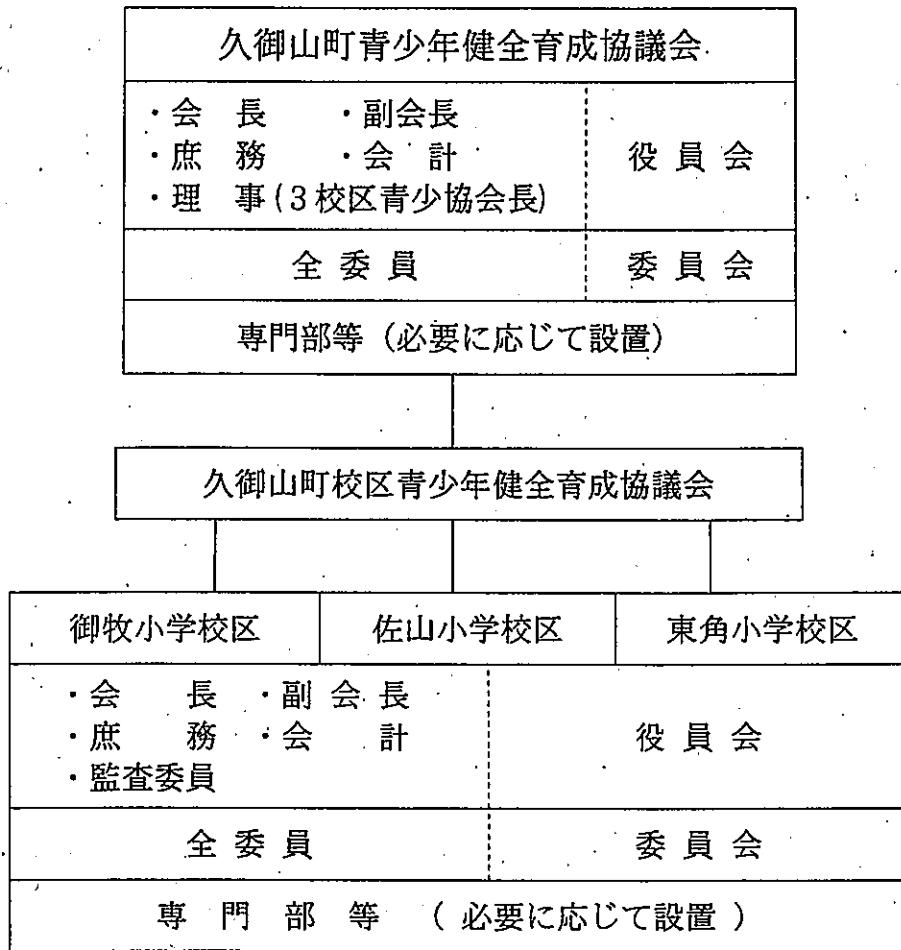 久御山町青少年健全育成協議会
・会　長　・副会長
・庶　務　・会　計
・理　事(3校区青少協会長)
役員会
全委員　委員会
専門部等（必要に応じて設置）
久御山町校区青少年健全育成協議会
御牧小学校区　佐山小学校区　東角小学校区
・会　長　・副会長
・庶　務　・会　計
・監査委員
役員会
全委員　委員会
専門部等（必要に応じて設置）